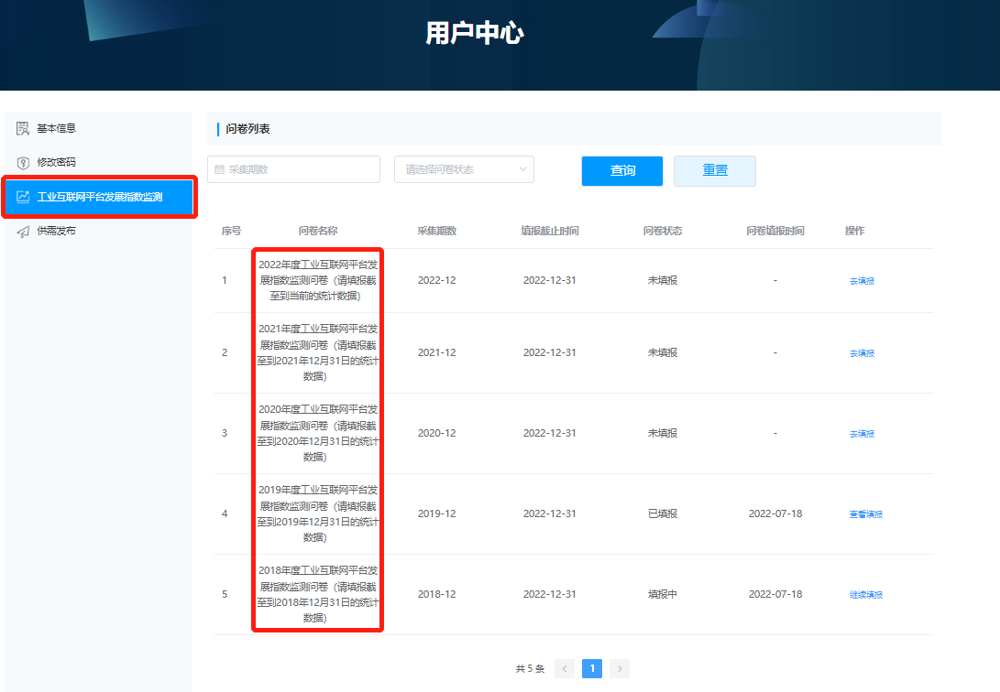 用户中心
基本信息
修改密码
工业互联网平台发展指数监测
供需发布
问卷列表
采集期数
请选择问卷状态
查询
重置
序号 问卷名称 采集期数 填报截止时间 问卷状态 问卷填报时间 操作
2022年度工业互联网平台发
展指数监测问卷（请填报截
至到当前的统计数据）
1 2022-12 2022-12-31 未填报 - 去填报
2021年度工业互联网平台发
展指数监测问卷（请填报截
至到2021年12月31日的统计
数据）
2 2021-12 2022-12-31 未填报 - 去填报
2020年度工业互联网平台发
展指数监测问卷（请填报截
至到2020年12月31日的统计
数据）
3 2020-12 2022-12-31 未填报 - 去填报
2019年度工业互联网平台发
展指数监测问卷（请填报截
至到2019年12月31日的统计
数据）
4 2019-12 2022-12-31 已填报 2022-07-18 查看填报
2018年度工业互联网平台发
展指数监测问卷（请填报截
至到2018年12月31日的统计
数据）
5 2018-12 2022-12-31 填报中 2022-07-18 继续填报
共 5 条 < 1 >